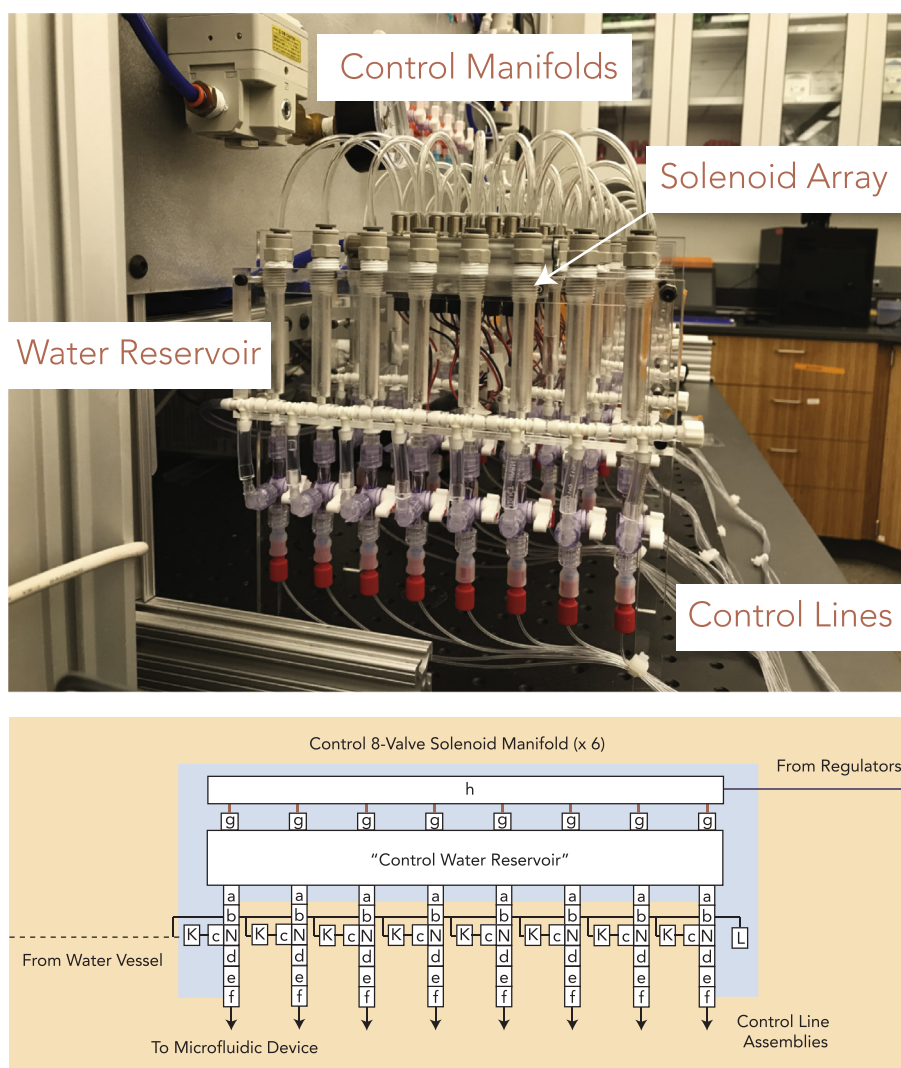 Control Manifolds
Solenoid Array
Water Reservoir
Control Lines
Control 8-Valve Solenoid Manifold (x 6)
From Regulators
h
g g g g g g g g
“Control Water Reservoir”
a a a a a a a a
b b b b b b b b
K c N K c N K c N K c N K c N K c N K c N K c N L
From Water Vessel
d d d d d d d d
e e e e e e e e
f f f f f f f f
Control Line
Assemblies
To Microfluidic Device